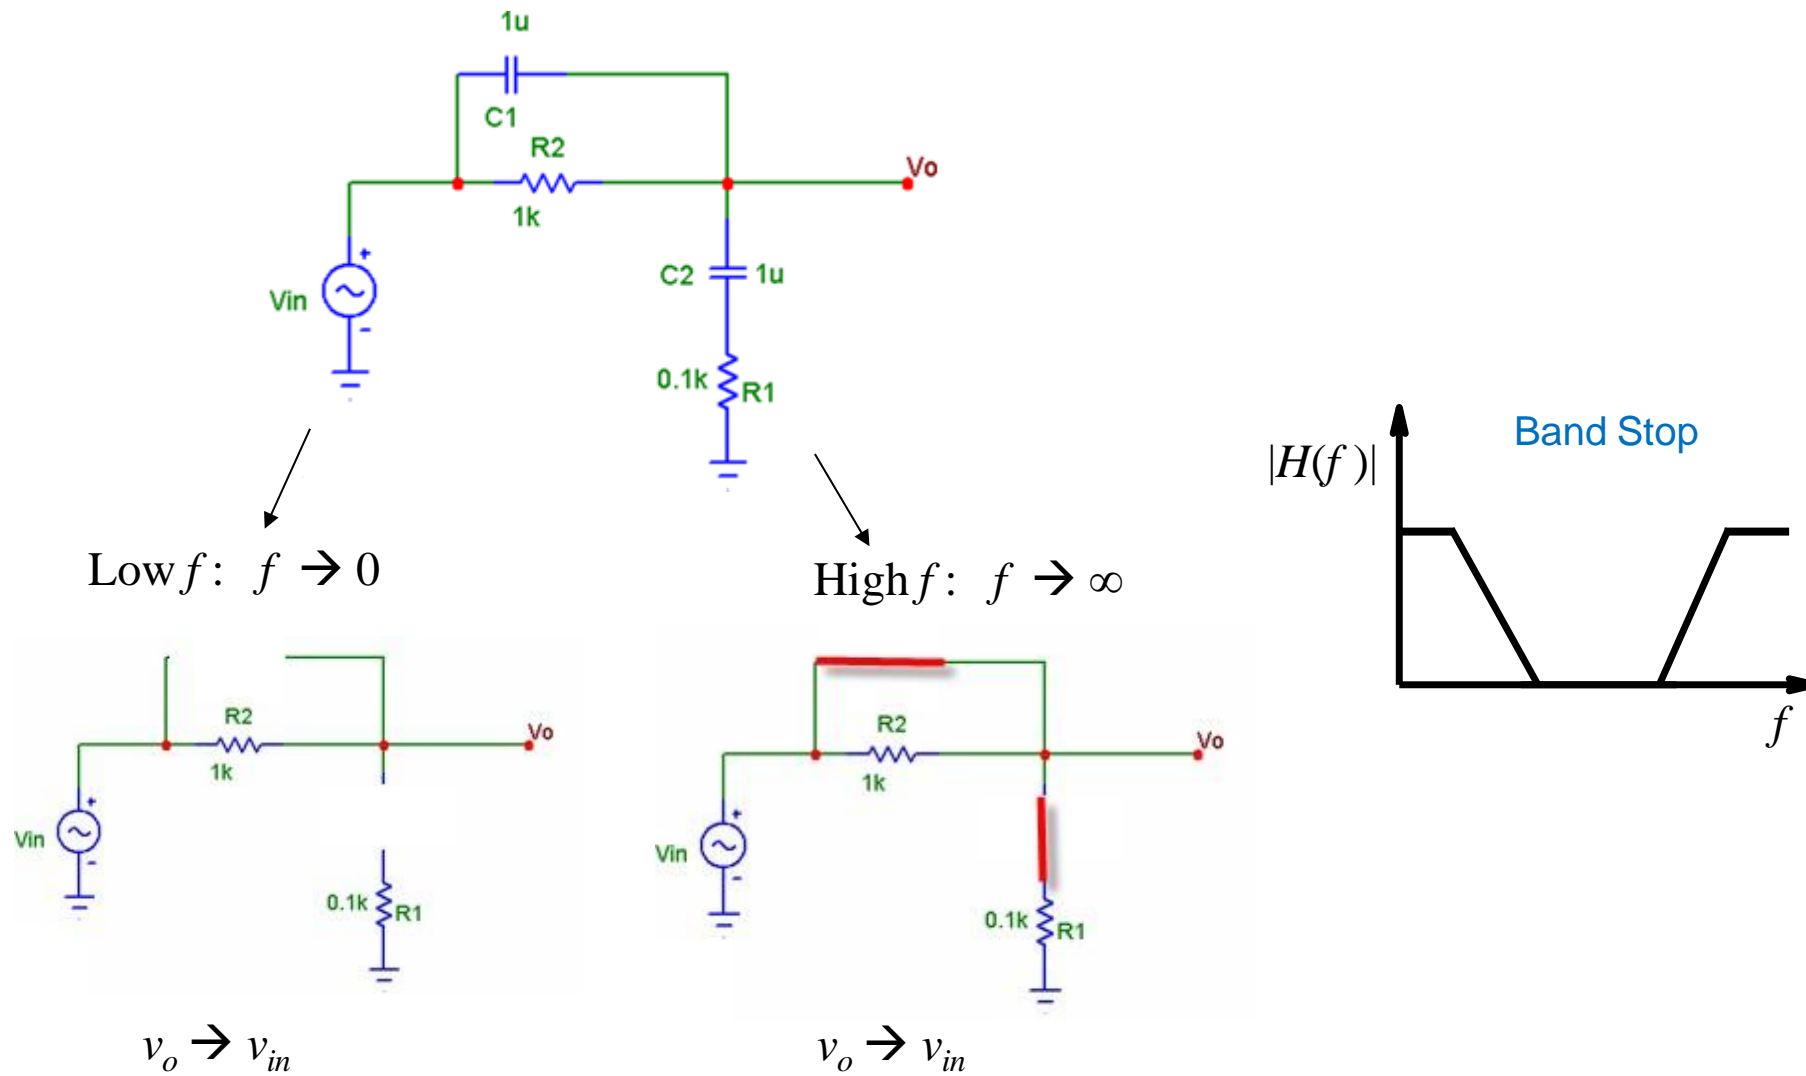 1u
C1
R2
Vo
1k
C2 1u
Vin
+
-
0.1k R1
Band Stop
|H(f)|
f
Low f: f → 0
High f: f → ∞
R2
Vo
1k
+
Vin
-
0.1k R1
R2
Vo
1k
+
Vin
-
0.1k R1
vo → vin
vo → vin